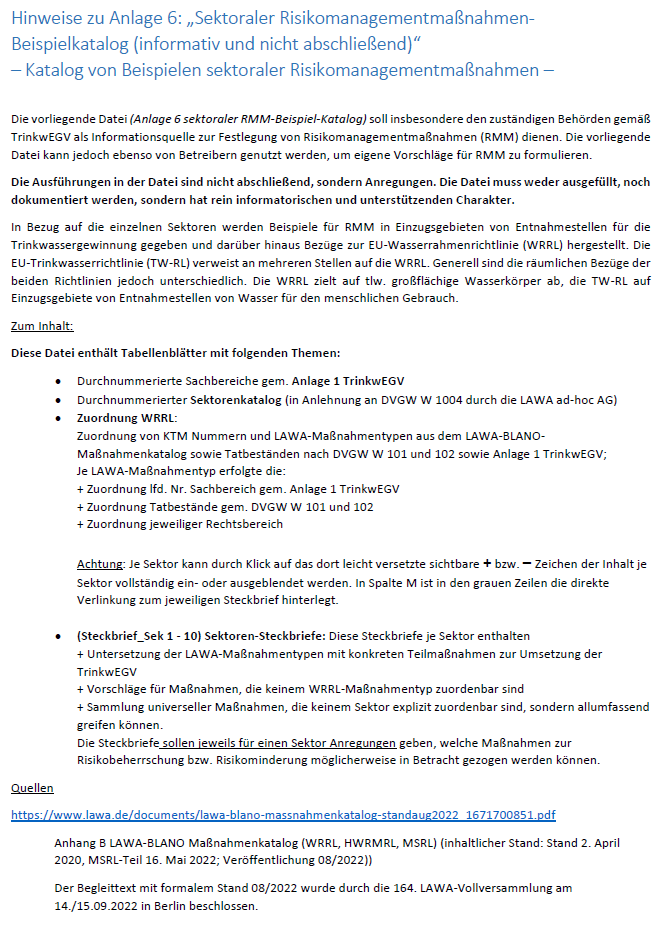 Hinweise zu Anlage 6: „Sektoraler Risikomanagementmaßnahmen-
Beispielkatalog (informativ und nicht abschließend)“
– Katalog von Beispielen sektoraler Risikomanagementmaßnahmen –
Die vorliegende Datei (Anlage 6 sektoraler RMM-Beispiel-Katalog) soll insbesondere den zuständigen Behörden gemäß
TrinkwEGV als Informationsquelle zur Festlegung von Risikomanagementmaßnahmen (RMM) dienen. Die vorliegende
Datei kann jedoch ebenso von Betreibern genutzt werden, um eigene Vorschläge für RMM zu formulieren.
Die Ausführungen in der Datei sind nicht abschließend, sondern Anregungen. Die Datei muss weder ausgefüllt, noch
dokumentiert werden, sondern hat rein informatorischen und unterstützenden Charakter.
In Bezug auf die einzelnen Sektoren werden Beispiele für RMM in Einzugsgebieten von Entnahmestellen für die
Trinkwassergewinnung gegeben und darüber hinaus Bezüge zur EU-Wasserrahmenrichtlinie (WRRL) hergestellt. Die
EU-Trinkwasserrichtlinie (TW-RL) verweist an mehreren Stellen auf die WRRL. Generell sind die räumlichen Bezüge der
beiden Richtlinien jedoch unterschiedlich. Die WRRL zielt auf tlw. großflächige Wasserkörper ab, die TW-RL auf
Einzugsgebiete von Entnahmestellen von Wasser für den menschlichen Gebrauch.
Zum Inhalt:
Diese Datei enthält Tabellenblätter mit folgenden Themen:
• Durchnummerierte Sachbereiche gem. Anlage 1 TrinkwEGV
• Durchnummerierter Sektorenkatalog (in Anlehnung an DVGW W 1004 durch die LAWA ad-hoc AG)
• Zuordnung WRRL:
Zuordnung von KTM Nummern und LAWA-Maßnahmentypen aus dem LAWA-BLANO-
Maßnahmenkatalog sowie Tatbeständen nach DVGW W 101 und 102 sowie Anlage 1 TrinkwEGV;
Je LAWA-Maßnahmentyp erfolgte die:
+ Zuordnung lfd. Nr. Sachbereich gem. Anlage 1 TrinkwEGV
+ Zuordnung Tatbestände gem. DVGW W 101 und 102
+ Zuordnung jeweiliger Rechtsbereich
Achtung: Je Sektor kann durch Klick auf das dort leicht versetzte sichtbare + bzw. – Zeichen der Inhalt je
Sektor vollständig ein- oder ausgeblendet werden. In Spalte M ist in den grauen Zeilen die direkte
Verlinkung zum jeweiligen Steckbrief hinterlegt.
• (Steckbrief_Sek 1 - 10) Sektoren-Steckbriefe: Diese Steckbriefe je Sektor enthalten
+ Untersetzung der LAWA-Maßnahmentypen mit konkreten Teilmaßnahmen zur Umsetzung der
TrinkwEGV
+ Vorschläge für Maßnahmen, die keinem WRRL-Maßnahmentyp zuordenbar sind
+ Sammlung universeller Maßnahmen, die keinem Sektor explizit zuordenbar sind, sondern allumfassend
greifen können.
Die Steckbriefe sollen jeweils für einen Sektor Anregungen geben, welche Maßnahmen zur
Risikobeherrschung bzw. Risikominderung möglicherweise in Betracht gezogen werden können.
Quellen
https://www.lawa.de/documents/lawa-blano-massnahmenkatalog-standaug2022_1671700851.pdf
Anhang B LAWA-BLANO Maßnahmenkatalog (WRRL, HWRMRL, MSRL) (inhaltlicher Stand: Stand 2. April
2020, MSRL-Teil 16. Mai 2022; Veröffentlichung 08/2022))
Der Begleittext mit formalem Stand 08/2022 wurde durch die 164. LAWA-Vollversammlung am
14./15.09.2022 in Berlin beschlossen.